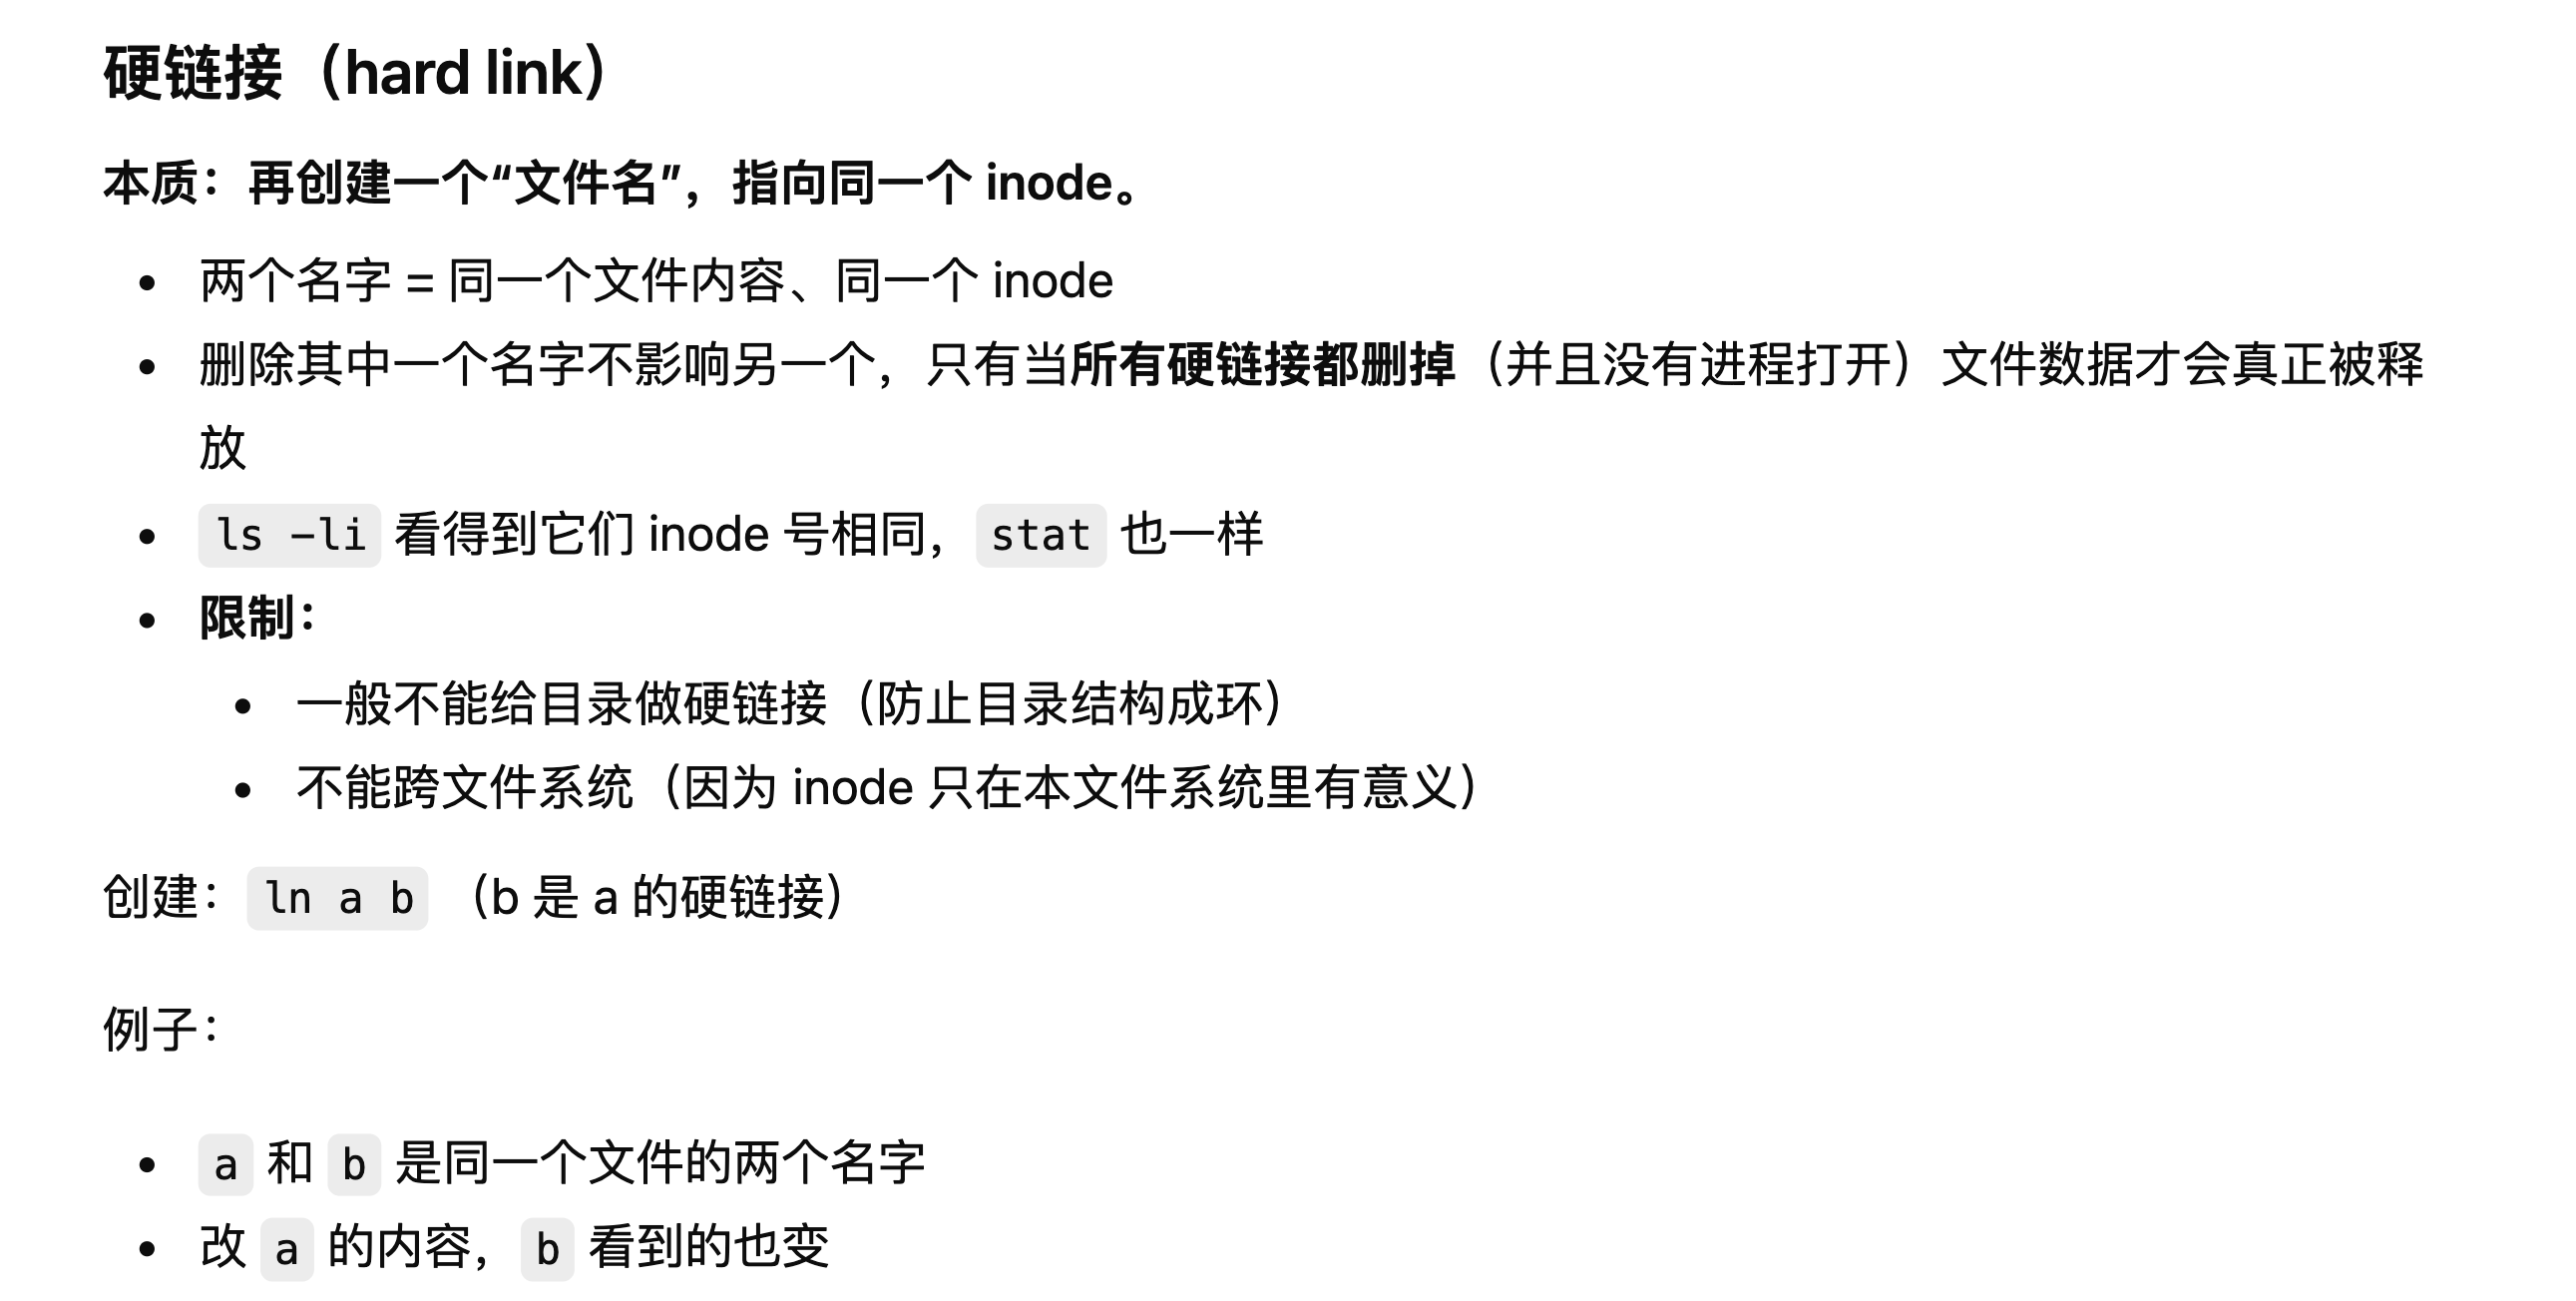 硬链接（hard link）
本质：再创建一个“文件名”，指向同一个 inode。
• 两个名字 = 同一个文件内容、同一个 inode
• 删除其中一个名字不影响另一个，只有当所有硬链接都删掉（并且没有进程打开）文件数据才会真正被释
放
• ls -li 看得到它们 inode 号相同，stat 也一样
• 限制：
• 一般不能给目录做硬链接（防止目录结构成环）
• 不能跨文件系统（因为 inode 只在本文件系统里有意义）
创建：ln a b （b 是 a 的硬链接）
例子：
• a 和 b 是同一个文件的两个名字
• 改 a 的内容，b 看到的也变